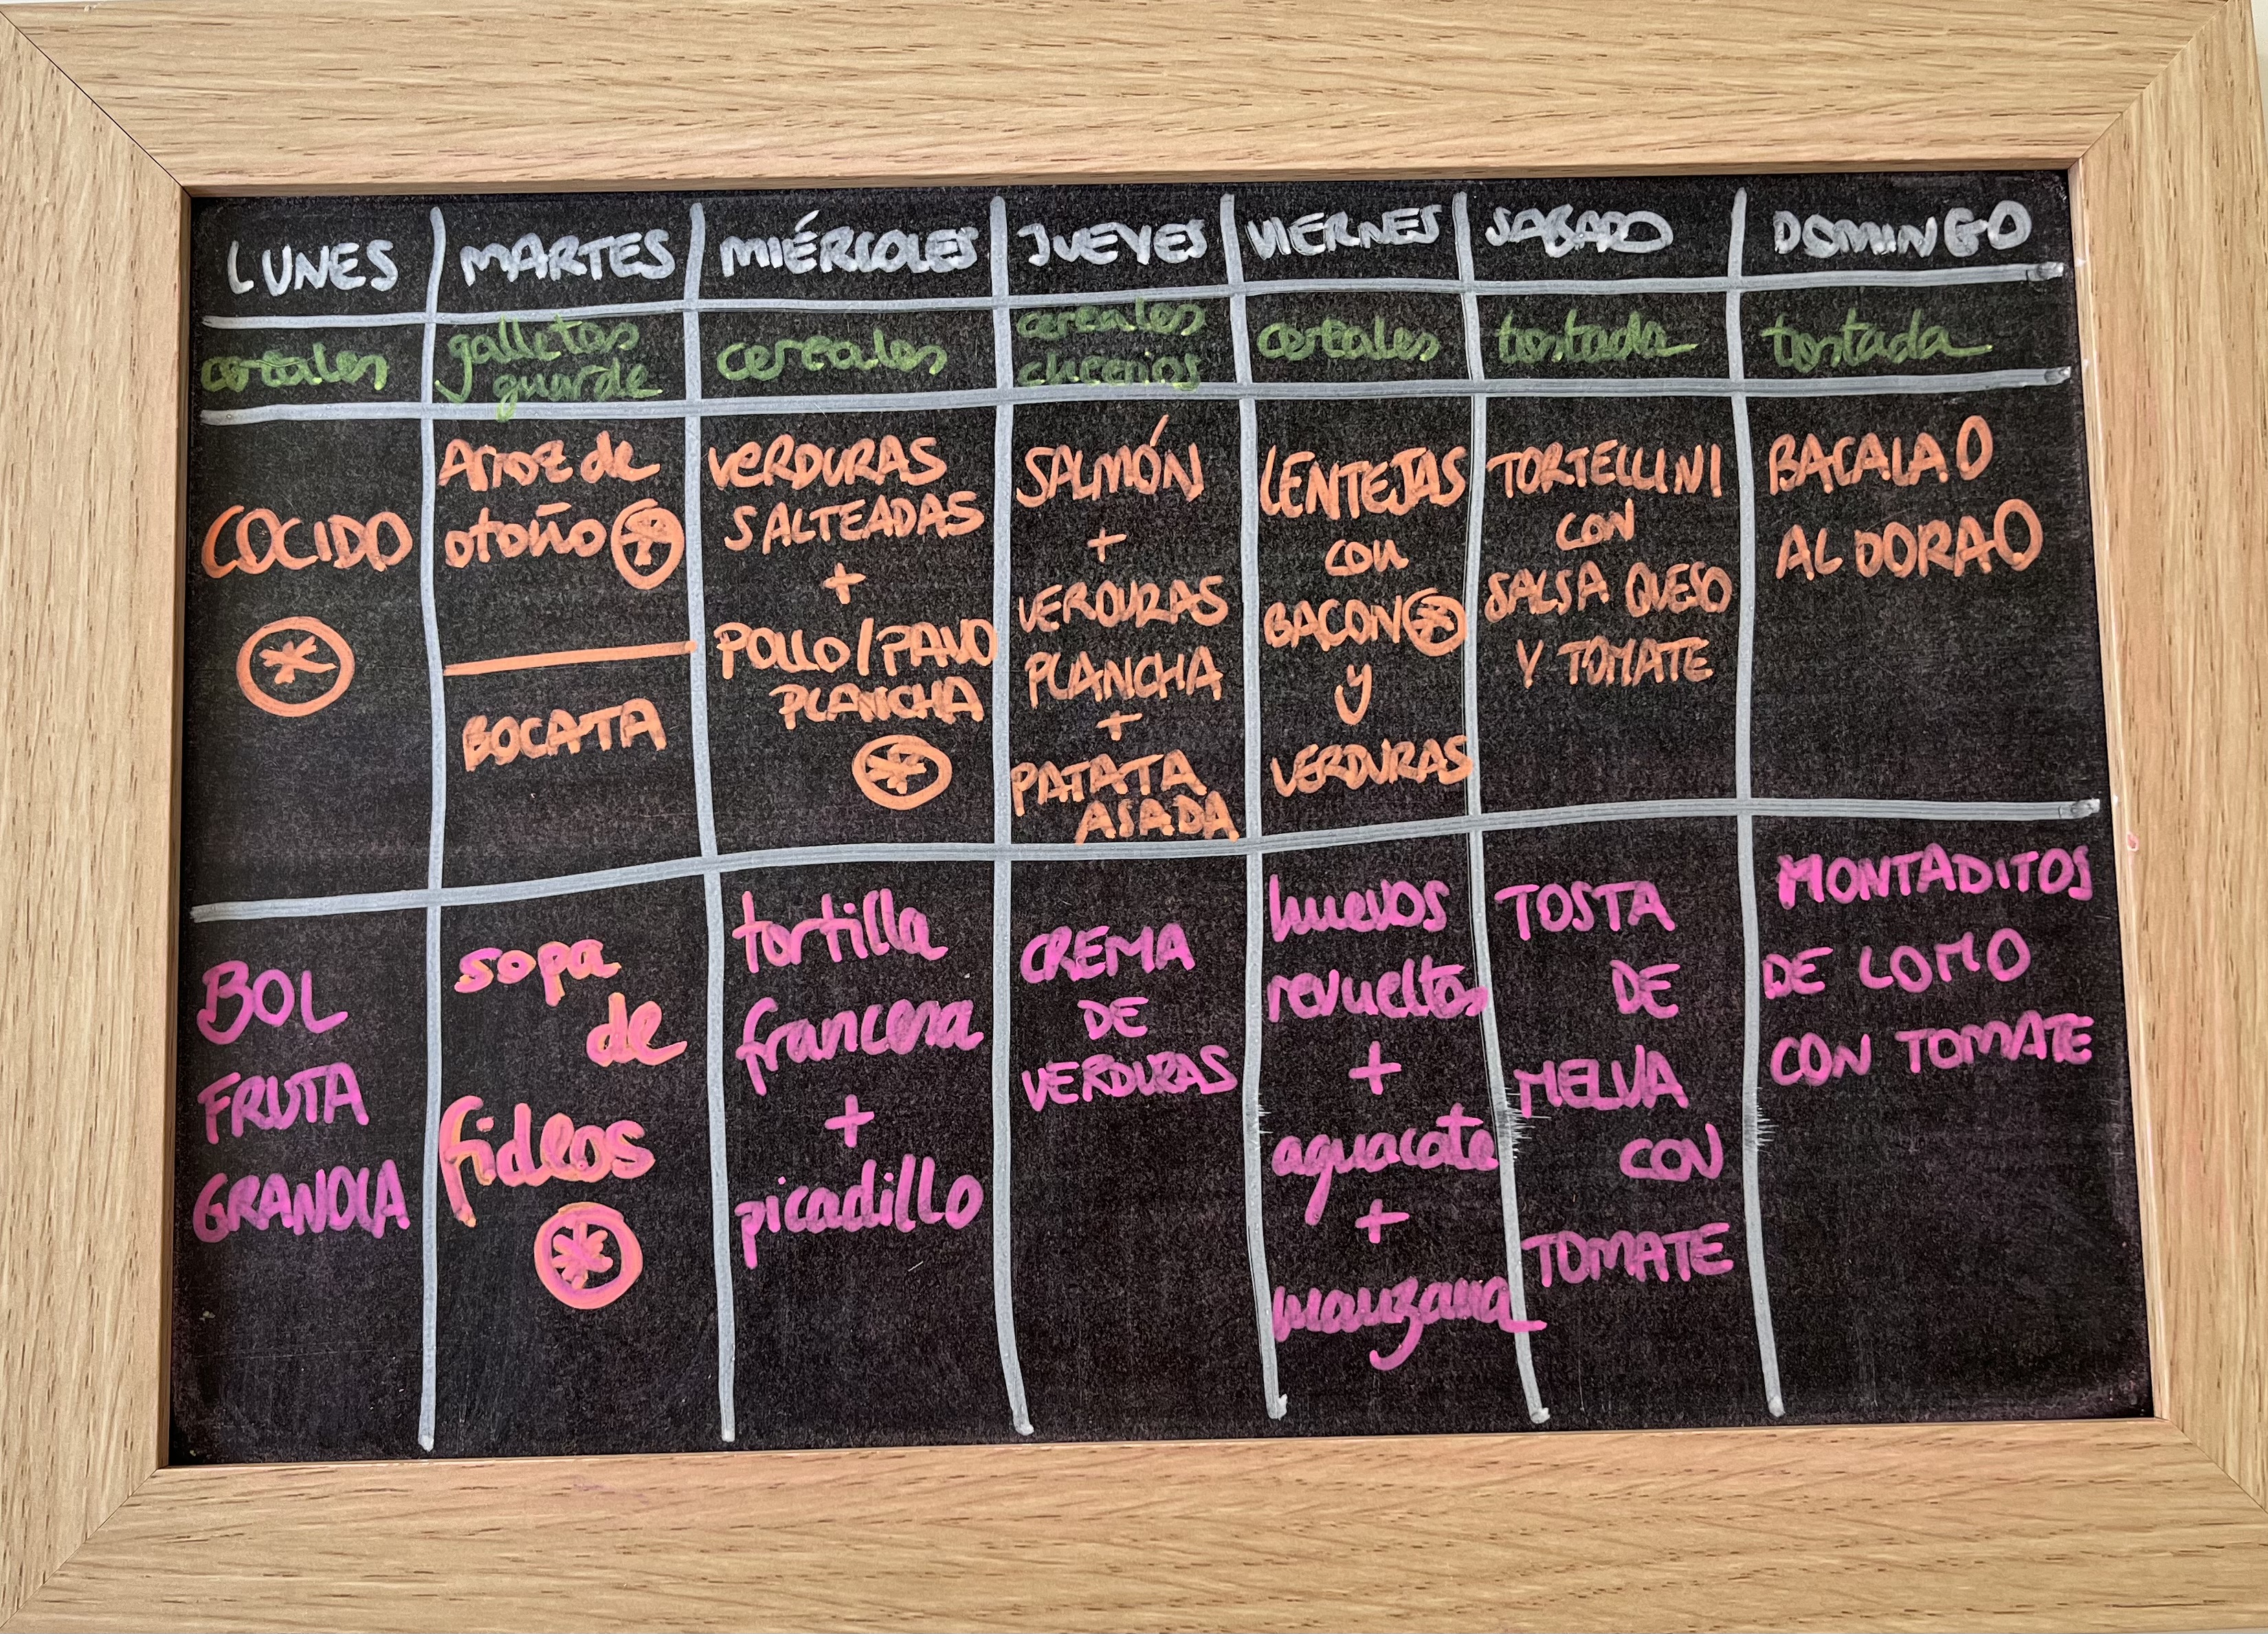 LUNES MARTES MIÉRCOLES JUEVES VIERNES SABADO DOMINGO
cereales
galletas
guarde
cereales
cereales
cheerios
cereales
tostada
tostada
COCIDO
*
Arroz de
otoño *
BOCATA
VERDURAS
SALTEADAS
+
POLLO/PAVO
PLANCHA
*
SALMÓN
+
VERDURAS
PLANCHA
+
PATATA
ASADA
LENTEJAS
con
BACON *
y
VERDURAS
TORTELLINI
CON
SALSA QUESO
Y TOMATE
BACALAO
AL DORAO
BOL
FRUTA
GRANOLA
sopa
de
fideos
*
tortilla
francesa
+
picadillo
CREMA
DE
VERDURAS
huevos
revueltos
+
aguacate
+
manzana
TOSTA
DE
MELVA
CON
TOMATE
MONTADITOS
DE LOMO
CON TOMATE